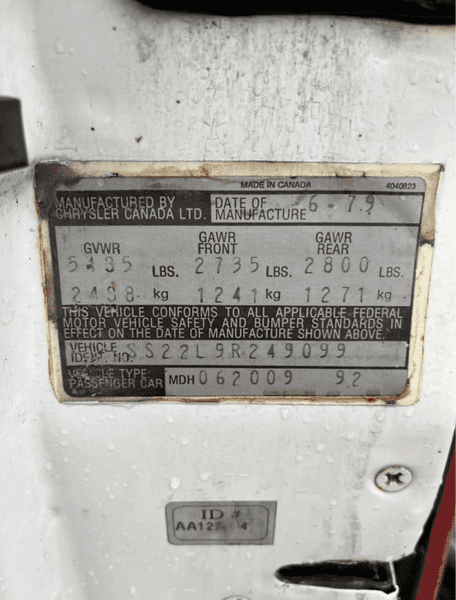 MADE IN CANADA 4040823
MANUFACTURED BY CHRYSLER CANADA LTD.
DATE OF MANUFACTURE 6-79
GVWR GAWR FRONT GAWR REAR
LBS. 2735 LBS. 2800 LBS.
kg 1241 kg 1271 kg
THIS VEHICLE CONFORMS TO ALL APPLICABLE FEDERAL
MOTOR VEHICLE SAFETY AND BUMPER STANDARDS IN
EFFECT ON THE DATE OF MANUFACTURE SHOWN ABOVE.
VEHICLE IDENT. NO. SS22L9R249099
VEHICLE TYPE: PASSENGER CAR MDH 062009 92
ID #